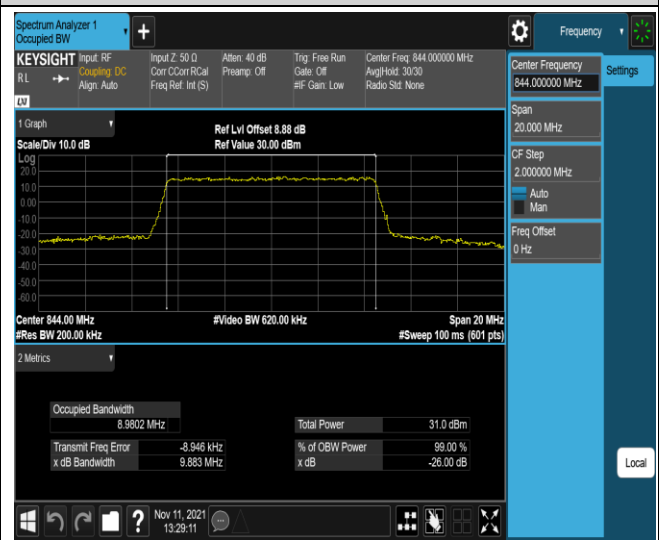 Spectrum Analyzer 1
Occupied BW
Frequency
KEYSIGHT
RL
LXI
Input: RF
Coupling: DC
Align: Auto
Input Z: 50 Ω
Corr CCorr RCal
Freq Ref: Int (S)
Atten: 40 dB
Preamp: Off
Trig: Free Run
Gate: Off
#IF Gain: Low
Center Freq: 844.000000 MHz
Avg|Hold: 30/30
Radio Std: None
Center Frequency
844.000000 MHz
Settings
Span
20.000 MHz
CF Step
2.000000 MHz
Auto
Man
Freq Offset
0 Hz
Local
1 Graph
Scale/Div 10.0 dB
Ref Lvl Offset 8.88 dB
Ref Value 30.00 dBm
Log
20.0
10.0
0.00
-10.0
-20.0
-30.0
-40.0
-50.0
-60.0
Center 844.00 MHz
#Res BW 200.00 kHz
#Video BW 620.00 kHz
Span 20 MHz
#Sweep 100 ms (601 pts)
2 Metrics
Occupied Bandwidth
8.9802 MHz
Total Power 31.0 dBm
Transmit Freq Error -8.946 kHz
% of OBW Power 99.00 %
x dB Bandwidth 9.883 MHz
x dB -26.00 dB
?
Nov 11, 2021
13:29:11